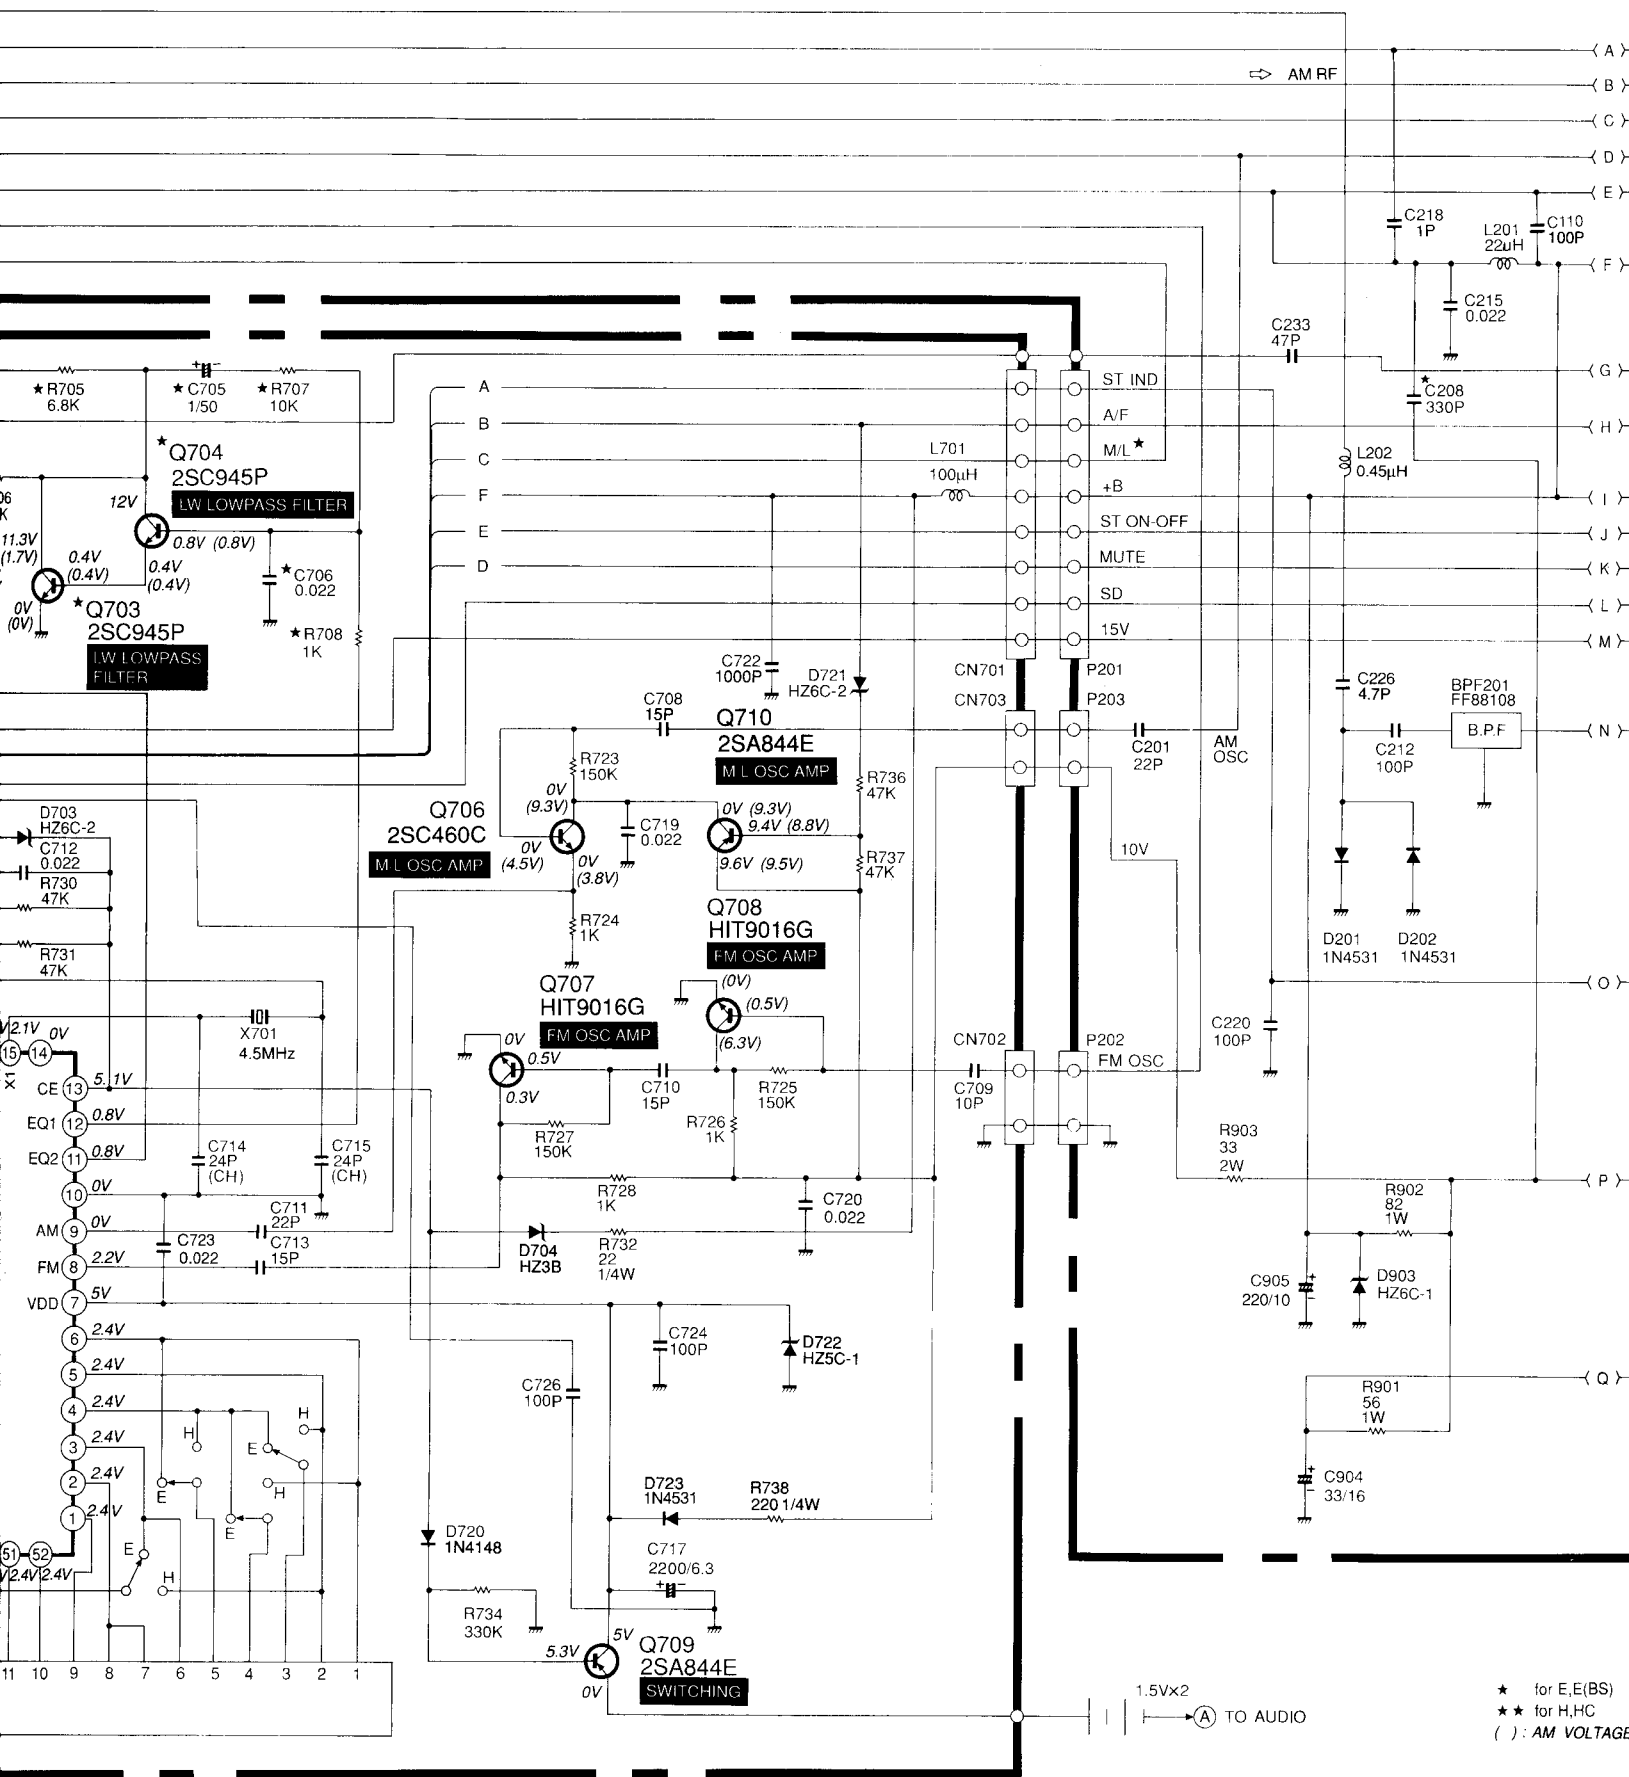 A
AM RF
B
C
D
E
C218
1P
L201
22uH
C110
100P
F
C215
0.022
C233
47P
G
★R705
6.8K
★C705
1/50
★R707
10K
A
ST IND
★
C208
330P
B
A/F
H
★
Q704
2SC945P
LW LOWPASS FILTER
C
L701
100µH
M/L★
L202
0.45µH
F
+B
I
06
K
12V
11.3V
(1.7V)
0.8V (0.8V)
E
ST ON-OFF
J
0.4V
(0.4V)
0.4V
(0.4V)
★C706
0.022
D
MUTE
K
0V
(0V)
★Q703
2SC945P
LW LOWPASS
FILTER
★R708
1K
SD
L
15V
M
C722
1000P
D721
HZ6C-2
CN701
P201
C226
4.7P
BPF201
FF88108
B.P.F
N
C708
15P
Q710
2SA844E
M L OSC AMP
CN703
P203
C201
22P
AM
OSC
C212
100P
R723
150K
R736
47K
D703
HZ6C-2
C712
0.022
R730
47K
R731
47K
Q706
2SC460C
M L OSC AMP
0V
(9.3V)
0V
(4.5V)
0V
(3.8V)
C719
0.022
0V (9.3V)
9.4V (8.8V)
9.6V (9.5V)
R737
47K
10V
R724
1K
Q708
HIT9016G
FM OSC AMP
D201
1N4531
D202
1N4531
Q707
HIT9016G
FM OSC AMP
(0V)
(0.5V)
(6.3V)
O
X701
4.5MHz
2.1V
0V
15
14
X1
0V
0.5V
0.3V
CN702
P202
FM OSC
C220
100P
CE 13 5.1V
C710
15P
R725
150K
C709
10P
EQ1 12 0.8V
R727
150K
R726
1K
R903
33
2W
EQ2 11 0.8V
C714
24P
(CH)
C715
24P
(CH)
10 0V
R728
1K
C720
0.022
P
R902
82
1W
AM 9 0V
C711
22P
C723
0.022
C713
15P
D704
HZ3B
R732
22
1/4W
FM 8 2.2V
C905
220/10
D903
HZ6C-1
VDD 7 5V
6 2.4V
C724
100P
D722
HZ5C-1
5 2.4V
C726
100P
Q
R901
56
1W
4 2.4V
H
E
H
3 2.4V
2 2.4V
E
H
D723
1N4531
R738
220 1/4W
C904
33/16
1 2.4V
E
D720
1N4148
C717
2200/6.3
51
52
2.4V
2.4V
E
H
R734
330K
5V
5.3V
0V
Q709
2SA844E
SWITCHING
11 10 9 8 7 6 5 4 3 2 1
1.5V×2
A TO AUDIO
★ for E,E(BS)
★★ for H,HC
( ) : AM VOLTAGE